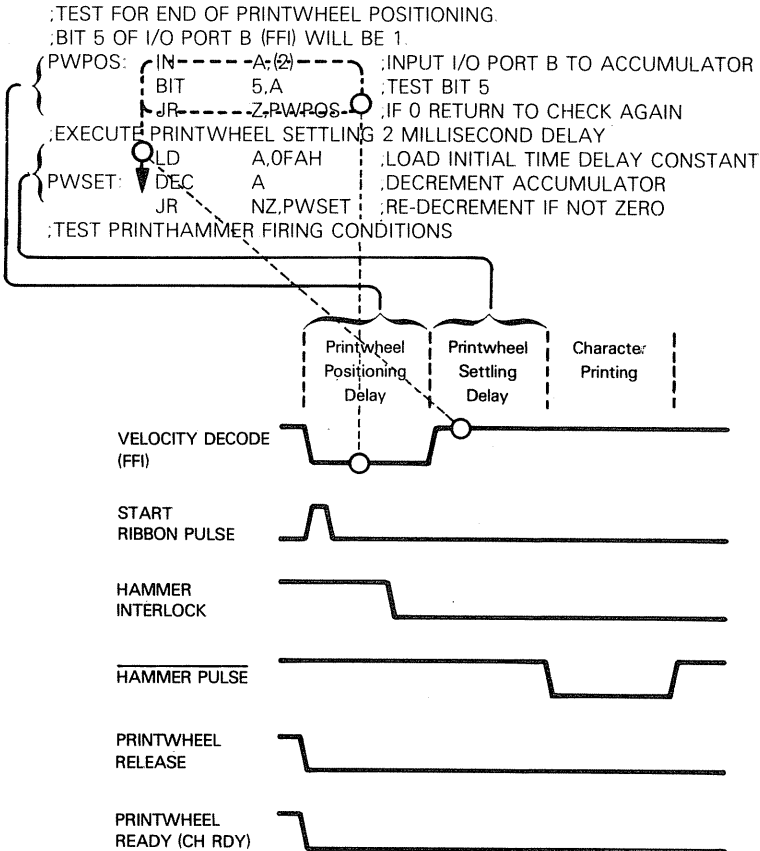 ;TEST FOR END OF PRINTWHEEL POSITIONING.
;BIT 5 OF I/O PORT B (FFI) WILL BE 1.
PWPOS: IN A,(2) ;INPUT I/O PORT B TO ACCUMULATOR
BIT 5,A ;TEST BIT 5
JR Z,PWPOS ;IF 0 RETURN TO CHECK AGAIN
;EXECUTE PRINTWHEEL SETTLING 2 MILLISECOND DELAY
LD A,0FAH ;LOAD INITIAL TIME DELAY CONSTANT
PWSET: DEC A ;DECREMENT ACCUMULATOR
JR NZ,PWSET ;RE-DECREMENT IF NOT ZERO
;TEST PRINTHAMMER FIRING CONDITIONS
Printwheel Positioning Delay
Printwheel Settling Delay
Character Printing
VELOCITY DECODE
(FFI)
START
RIBBON PULSE
HAMMER
INTERLOCK
HAMMER PULSE
PRINTWHEEL
RELEASE
PRINTWHEEL
READY (CH RDY)